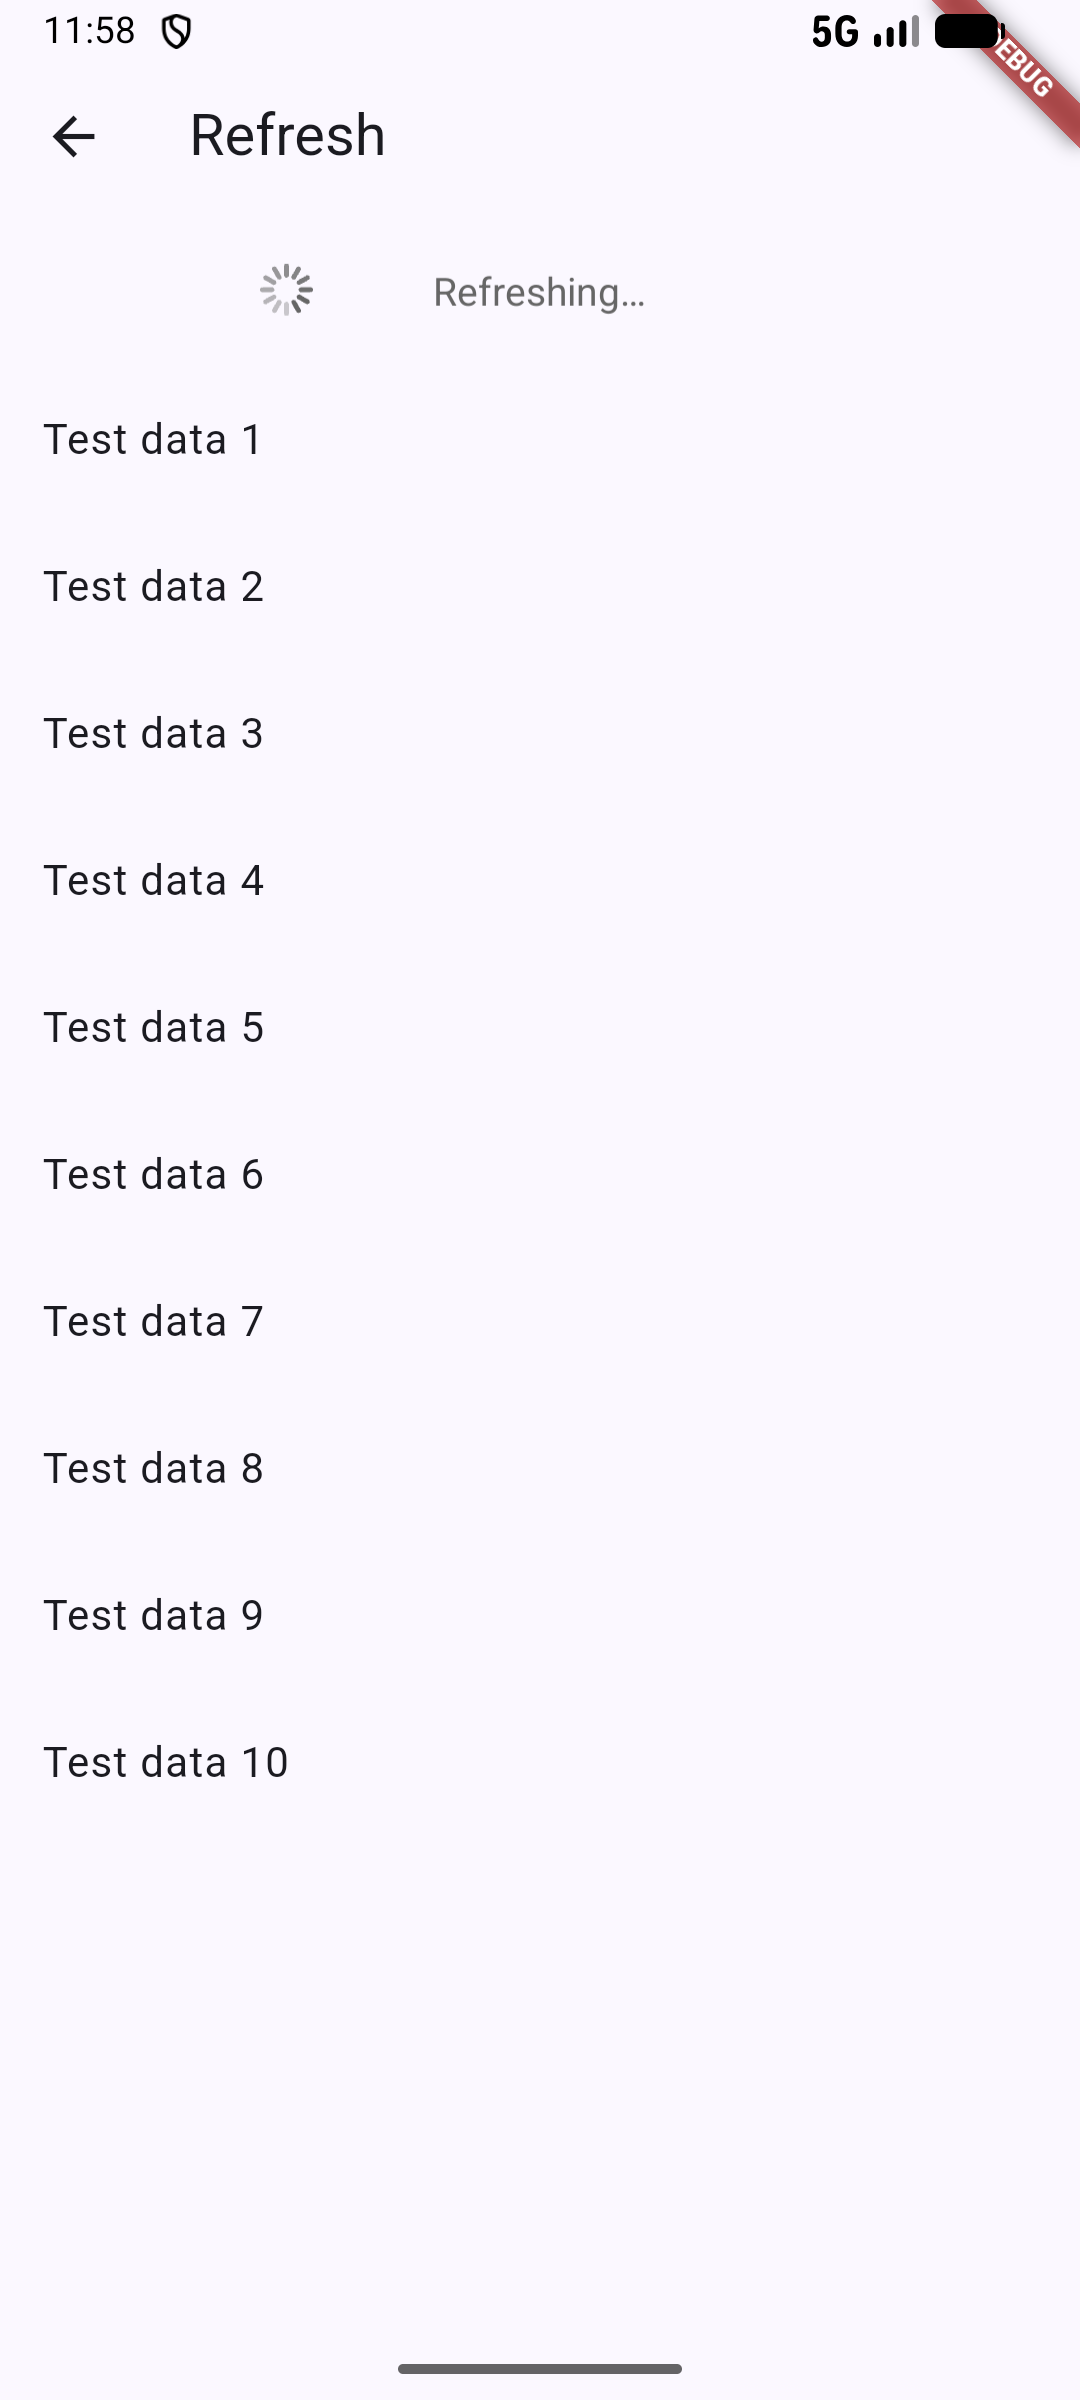 11:58
5G
EBUG
Refresh
Refreshing...
Test data 1
Test data 2
Test data 3
Test data 4
Test data 5
Test data 6
Test data 7
Test data 8
Test data 9
Test data 10